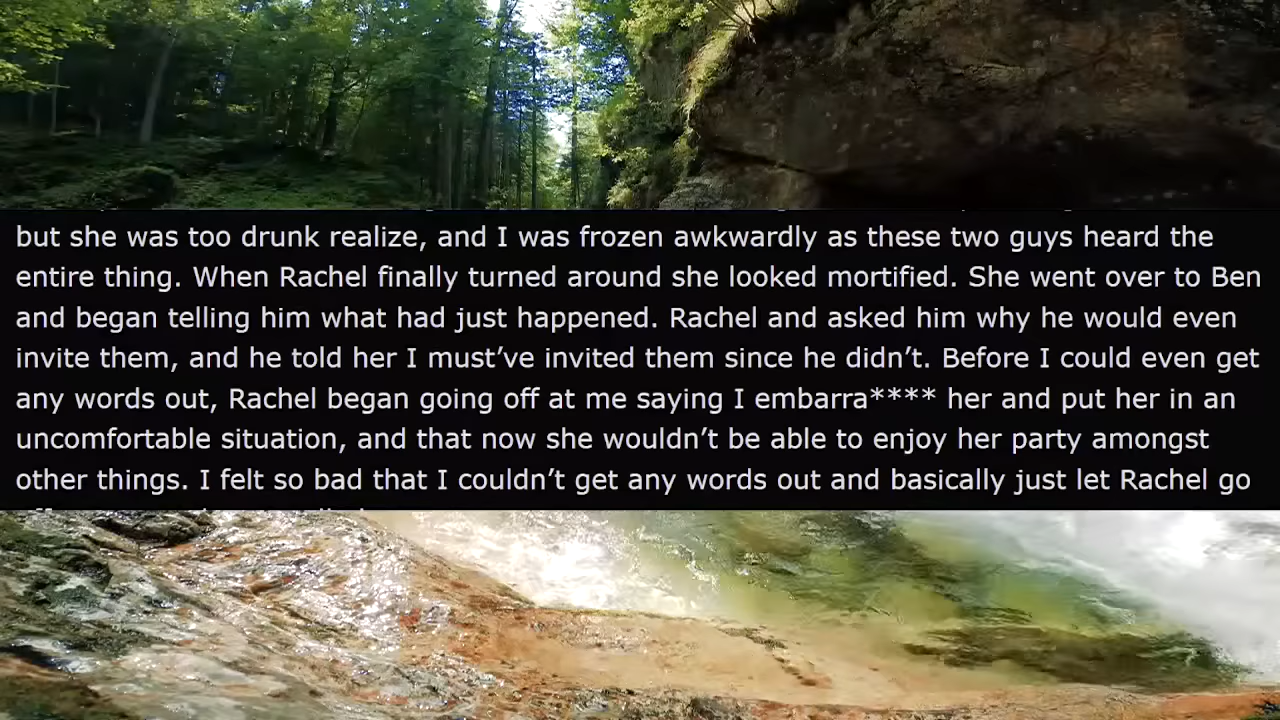 but she was too drunk realize, and I was frozen awkwardly as these two guys heard the
entire thing. When Rachel finally turned around she looked mortified. She went over to Ben
and began telling him what had just happened. Rachel and asked him why he would even
invite them, and he told her I must’ve invited them since he didn’t. Before I could even get
any words out, Rachel began going off at me saying I embarra**** her and put her in an
uncomfortable situation, and that now she wouldn’t be able to enjoy her party amongst
other things. I felt so bad that I couldn’t get any words out and basically just let Rachel go